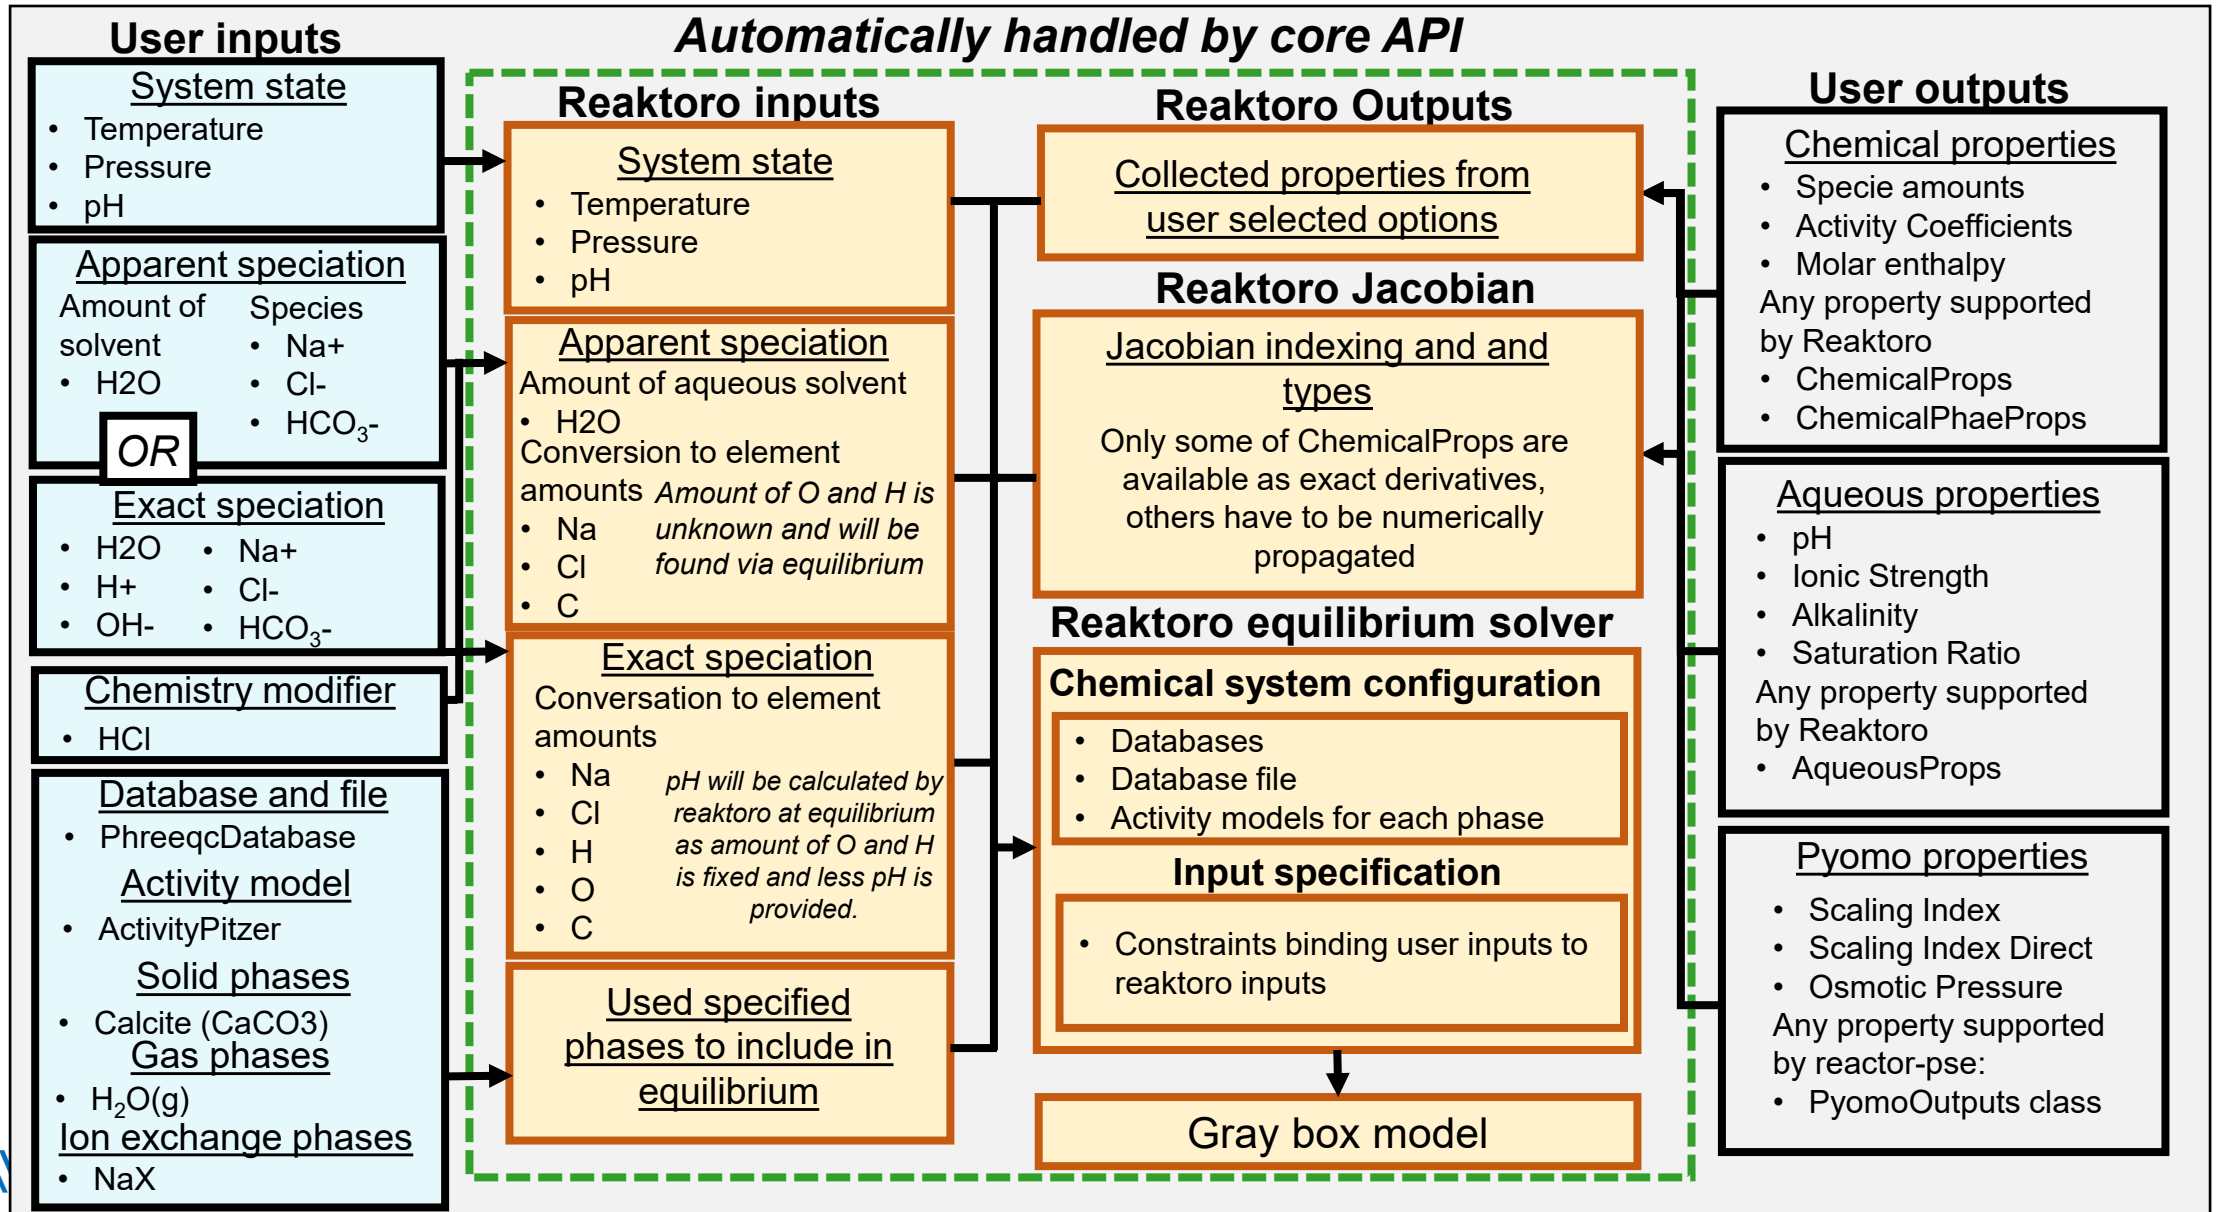 Automatically handled by core API
User inputs
System state
• Temperature
• Pressure
• pH
Apparent speciation
Amount of
solvent
• H2O
Species
• Na+
• Cl-
• HCO₃-
OR
Exact speciation
• H2O
• H+
• OH-
• Na+
• Cl-
• HCO₃-
Chemistry modifier
• HCl
Database and file
• PhreeqcDatabase
Activity model
• ActivityPitzer
Solid phases
• Calcite (CaCO3)
Gas phases
• H₂O(g)
Ion exchange phases
• NaX
Reaktoro inputs
System state
• Temperature
• Pressure
• pH
Apparent speciation
Amount of aqueous solvent
• H2O
Conversion to element
amounts
• Na
• Cl
• C
Amount of O and H is
unknown and will be
found via equilibrium
Exact speciation
Conversation to element
amounts
• Na
• Cl
• H
• O
• C
pH will be calculated by
reaktoro at equilibrium
as amount of O and H
is fixed and less pH is
provided.
Used specified
phases to include in
equilibrium
Reaktoro Outputs
Collected properties from
user selected options
Reaktoro Jacobian
Jacobian indexing and and
types
Only some of ChemicalProps are
available as exact derivatives,
others have to be numerically
propagated
Reaktoro equilibrium solver
Chemical system configuration
• Databases
• Database file
• Activity models for each phase
Input specification
• Constraints binding user inputs to
reaktoro inputs
Gray box model
User outputs
Chemical properties
• Specie amounts
• Activity Coefficients
• Molar enthalpy
Any property supported
by Reaktoro
• ChemicalProps
• ChemicalPhaeProps
Aqueous properties
• pH
• Ionic Strength
• Alkalinity
• Saturation Ratio
Any property supported
by Reaktoro
• AqueousProps
Pyomo properties
• Scaling Index
• Scaling Index Direct
• Osmotic Pressure
Any property supported
by reactor-pse:
• PyomoOutputs class